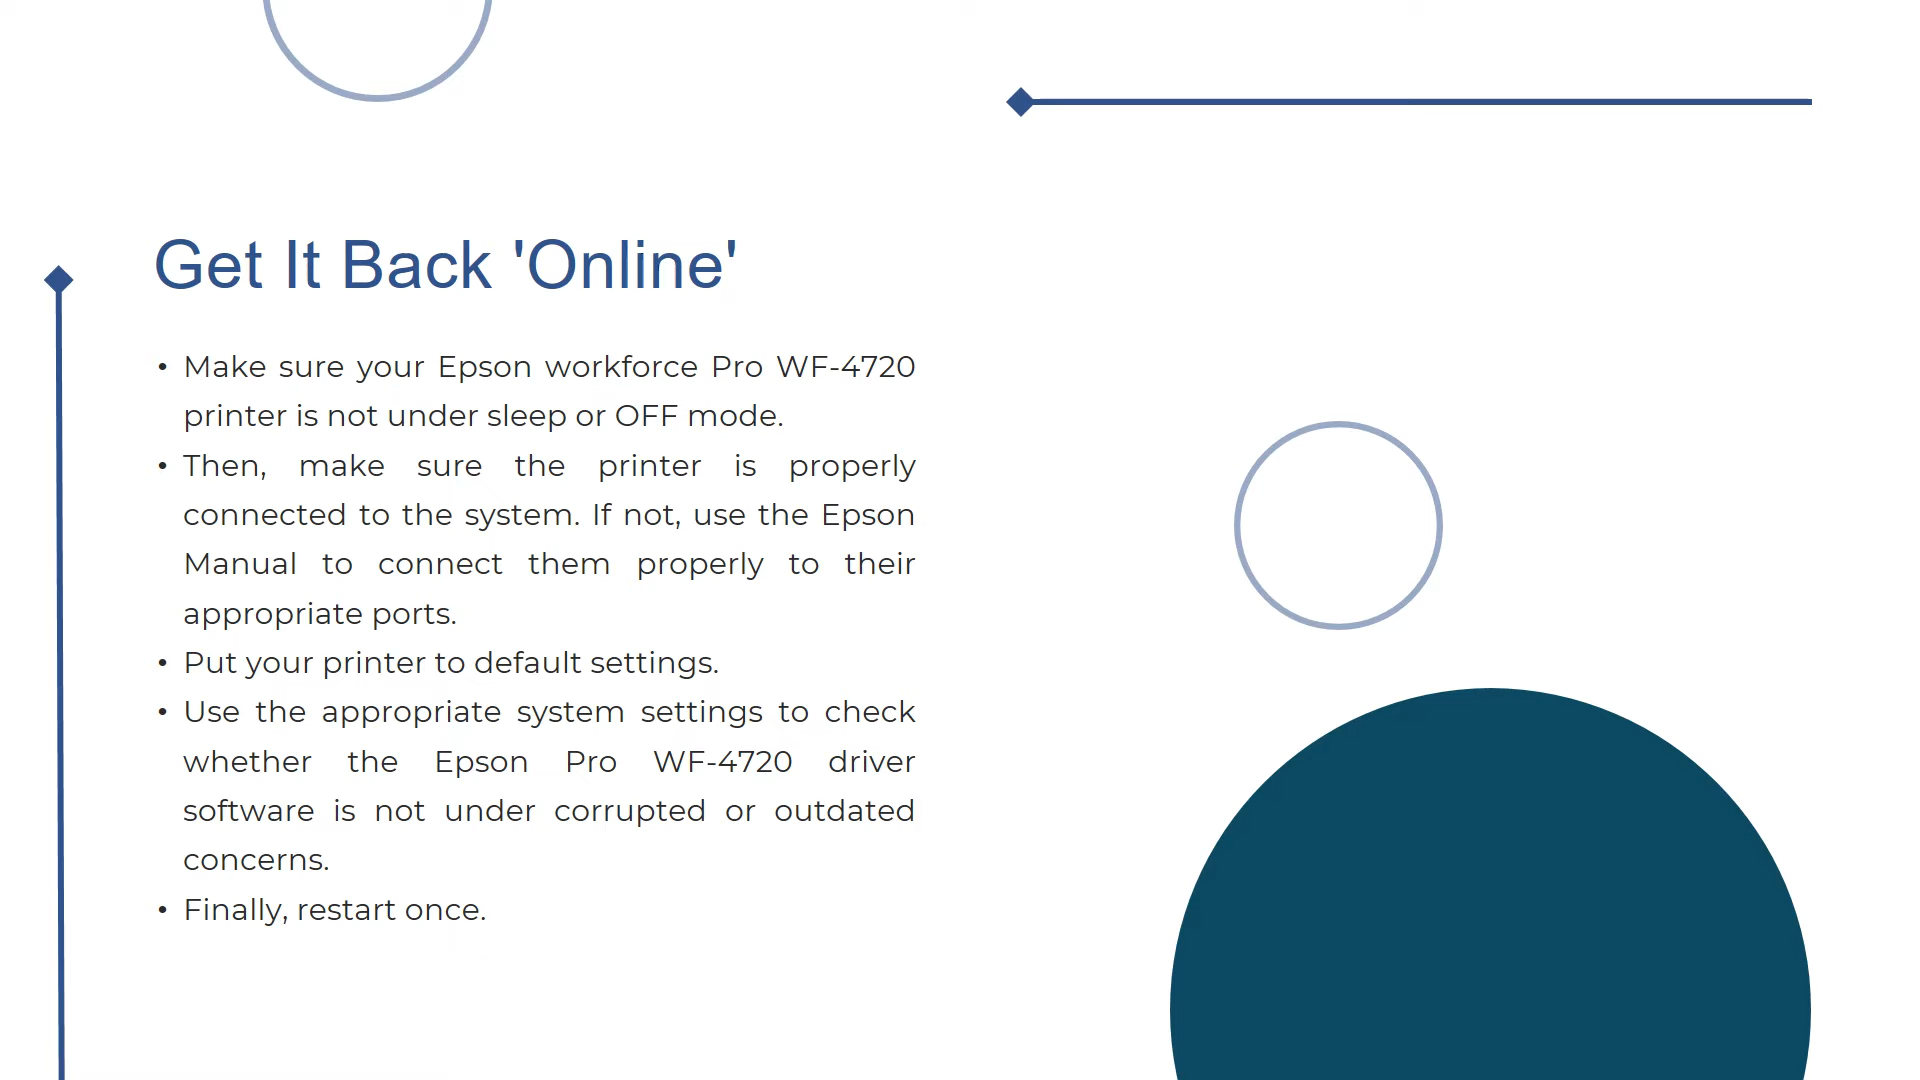 Get It Back 'Online'
• Make sure your Epson workforce Pro WF-4720
printer is not under sleep or OFF mode.
• Then, make sure the printer is properly
connected to the system. If not, use the Epson
Manual to connect them properly to their
appropriate ports.
• Put your printer to default settings.
• Use the appropriate system settings to check
whether the Epson Pro WF-4720 driver
software is not under corrupted or outdated
concerns.
• Finally, restart once.